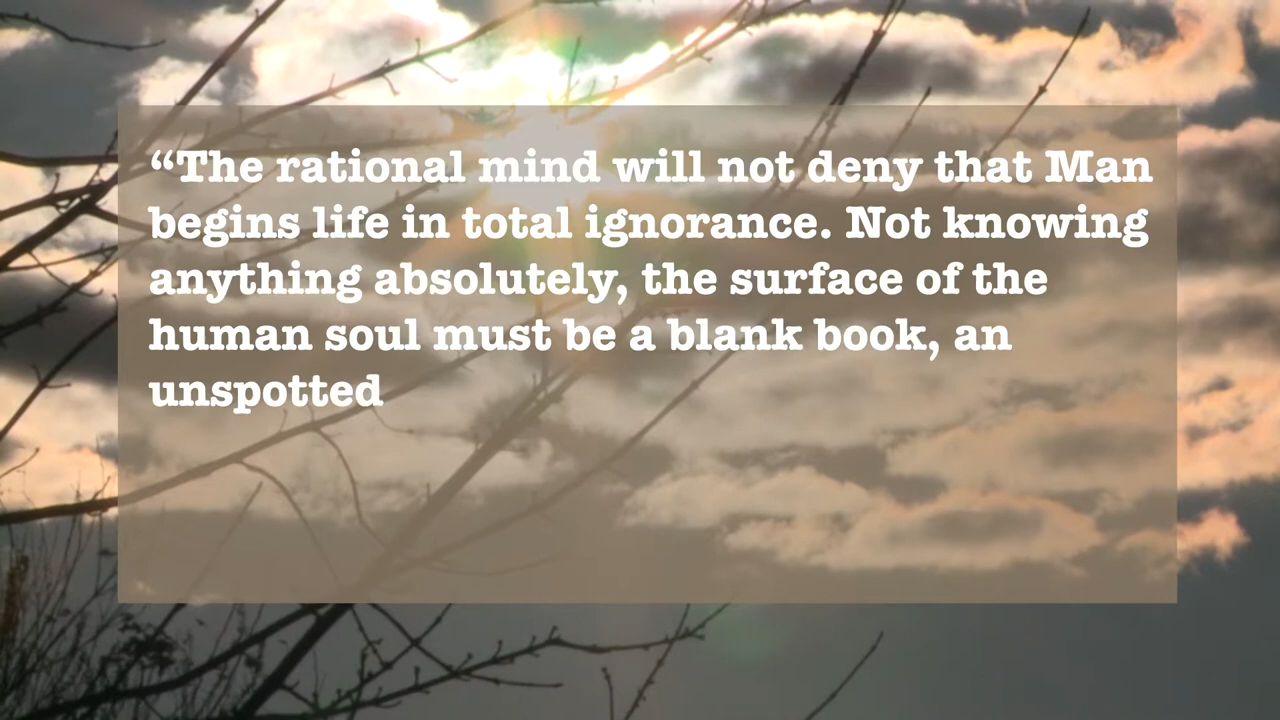 “The rational mind will not deny that Man
begins life in total ignorance. Not knowing
anything absolutely, the surface of the
human soul must be a blank book, an
unspotted